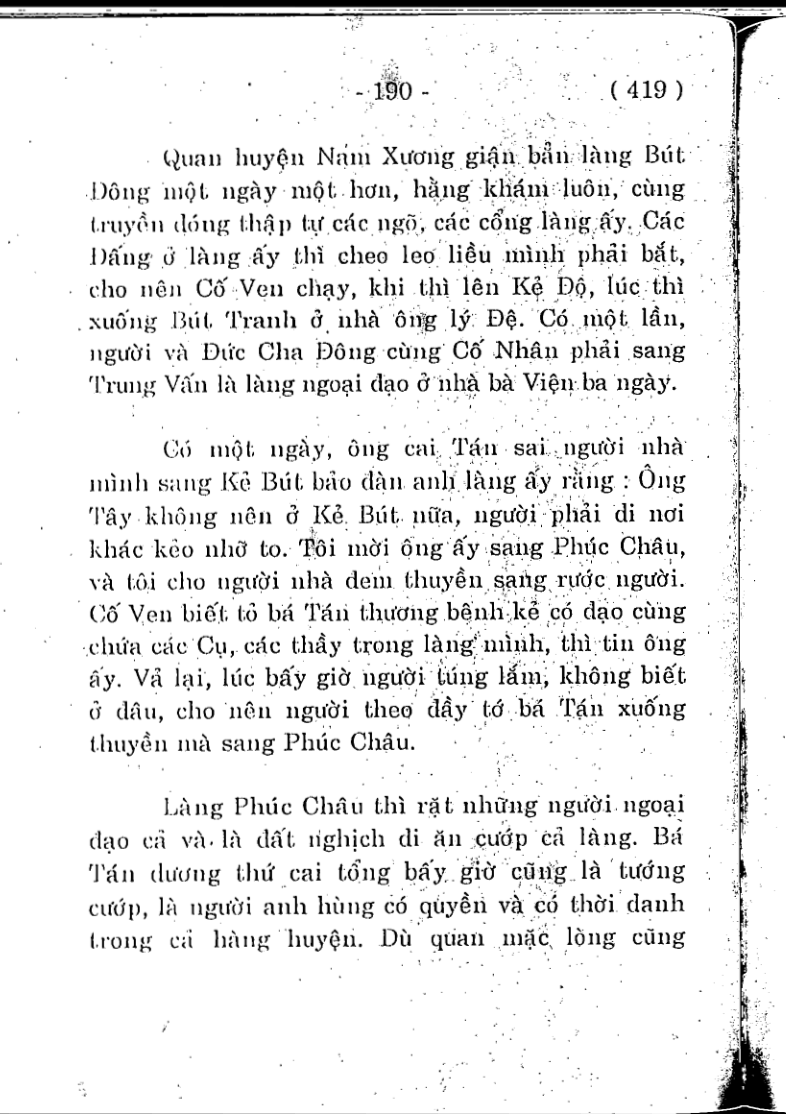 - 190 - ( 419 )
Quan huyện Nam Xương giận bẳn làng Bút
Đông một ngày một hơn, hằng khám luôn, cùng
truyền đóng thập tự các ngõ, các cổng làng ấy. Các
Đấng ở làng ấy thì cheo leo liều mình phải bắt,
cho nên Cố Ven chạy, khi thì lên Kẻ Độ, lúc thì
xuống Bút Tranh ở nhà ông lý Đệ. Có một lần,
người và Đức Cha Đông cùng Cố Nhân phải sang
Trung Vấn là làng ngoại đạo ở nhà bà Viện ba ngày.
Có một ngày, ông cai Tán sai người nhà
mình sang Kẻ Bút bảo đàn anh làng ấy rằng : Ông
Tây không nên ở Kẻ Bút nữa, người phải đi nơi
khác kẻo nhỡ to. Tôi mời ông ấy sang Phúc Châu,
và tôi cho người nhà đem thuyền sang rước người.
Cố Ven biết tỏ bá Tán thương bệnh kẻ có đạo cùng
chứa các Cụ, các thầy trong làng mình, thì tin ông
ấy. Vả lại, lúc bấy giờ người túng lắm, không biết
ở đâu, cho nên người theo đầy tớ bá Tán xuống
thuyền mà sang Phúc Châu.
Làng Phúc Châu thì rặt những người ngoại
đạo cả và là đất nghịch đi ăn cướp cả làng. Bá
Tán đương thứ cai tổng bấy giờ cũng là tướng
cướp, là người anh hùng có quyền và có thời danh
trong cả hàng huyện. Dù quan mặc lòng cũng